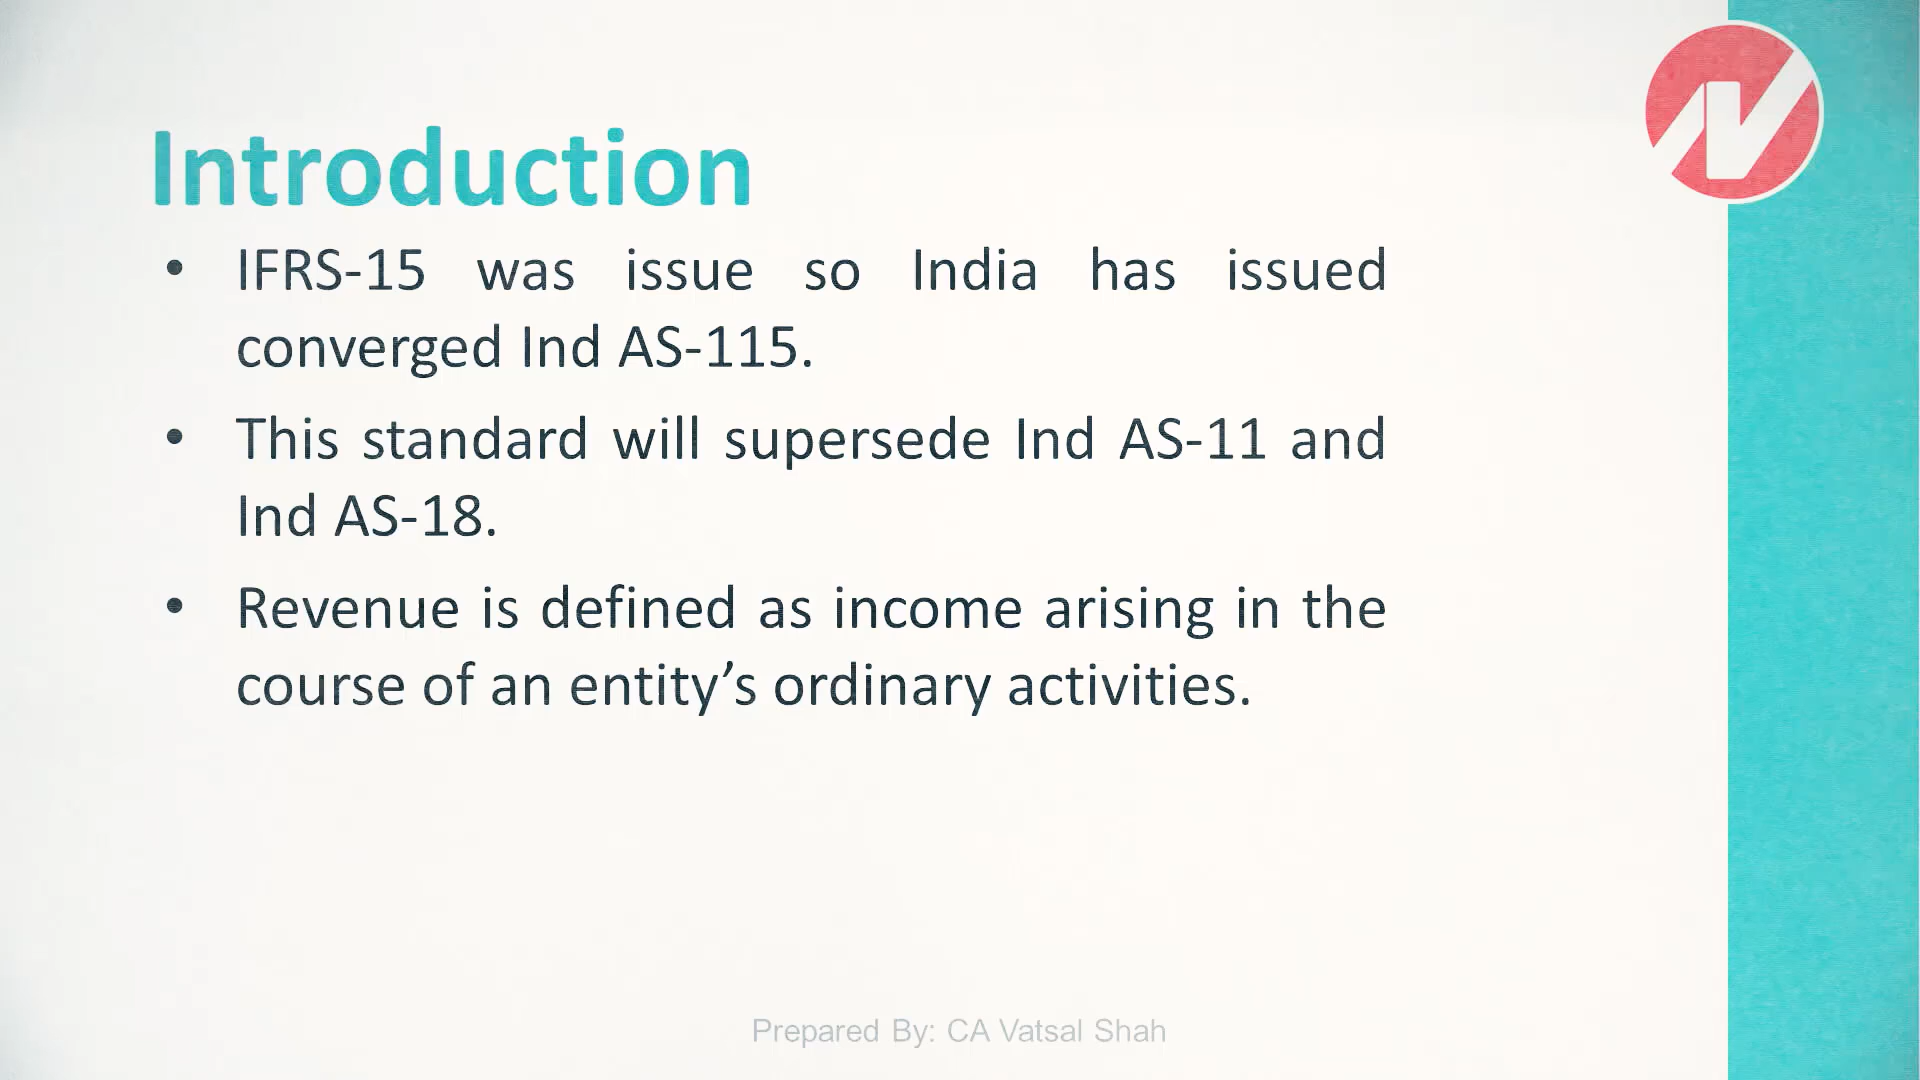 Introduction
• IFRS-15 was issue so India has issued
converged Ind AS-115.
• This standard will supersede Ind AS-11 and
Ind AS-18.
• Revenue is defined as income arising in the
course of an entity’s ordinary activities.
Prepared By: CA Vatsal Shah